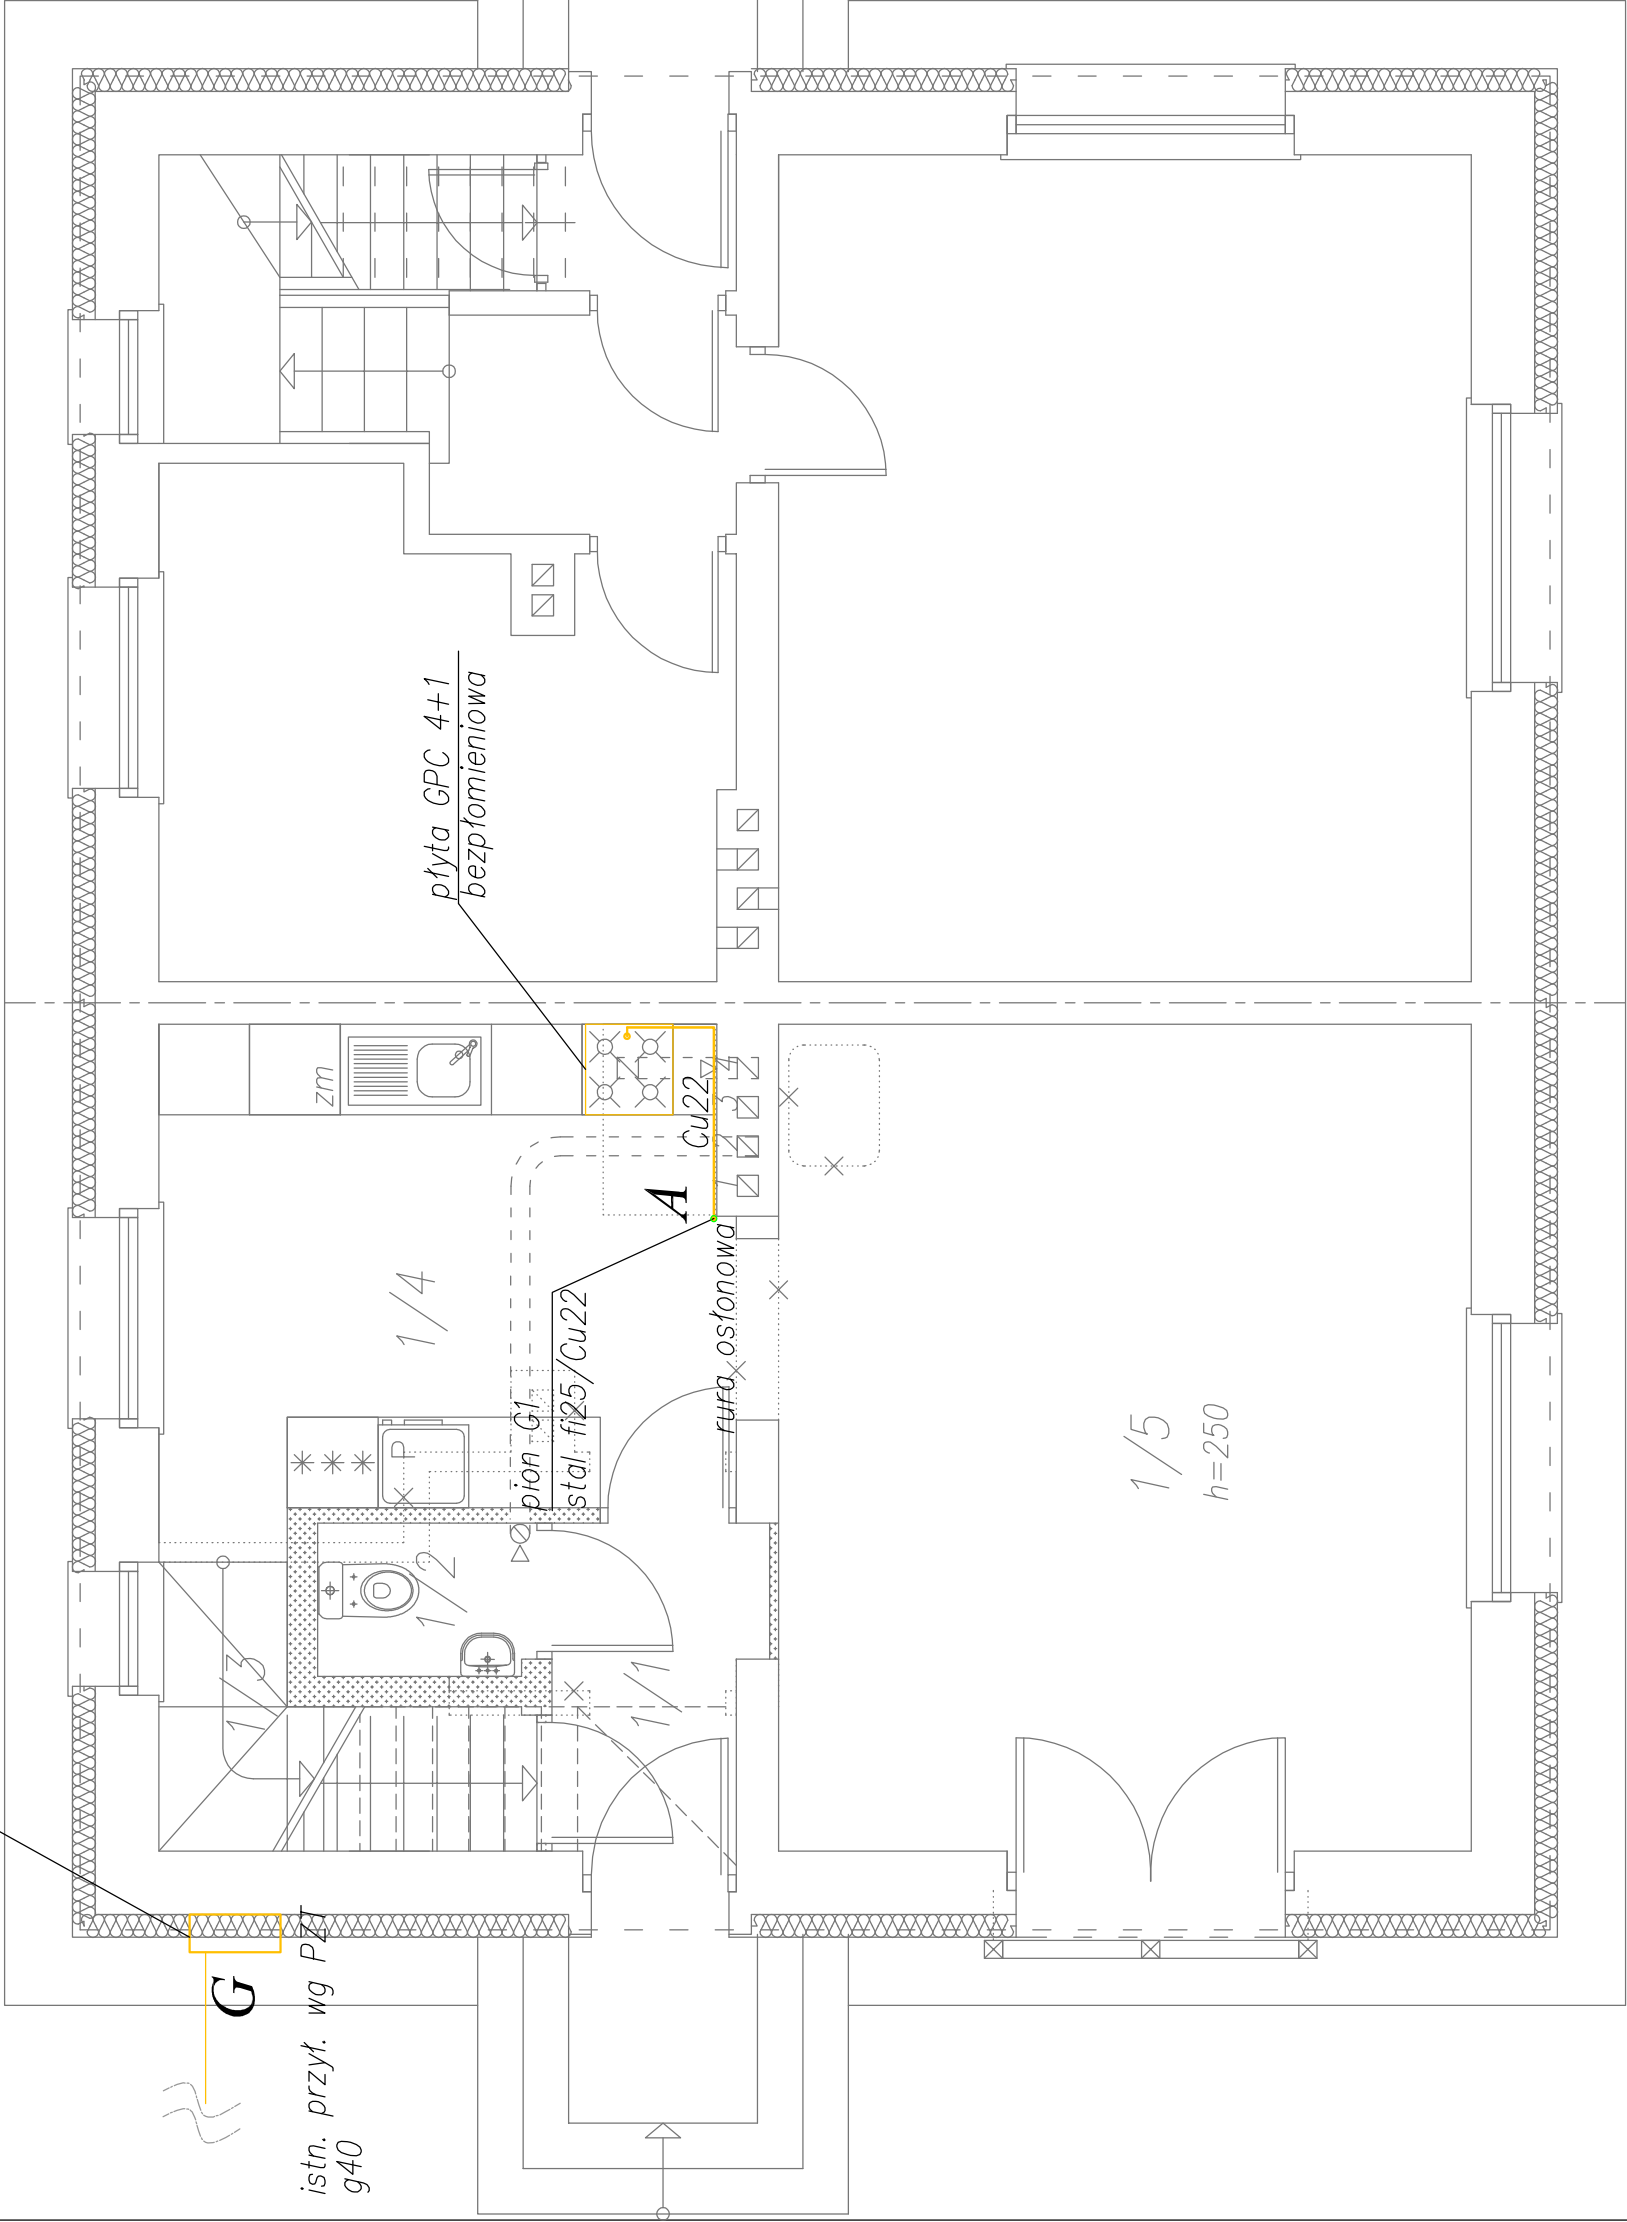 płyta GPC 4+1
bezpłomieniowa
zm
Cu22
A
rura osłonowa
1/4
pion G1
stal fi25/Cu22
1/5
h=250
1/2
1/3
1/1
G
istn. przył. wg PZT
g40